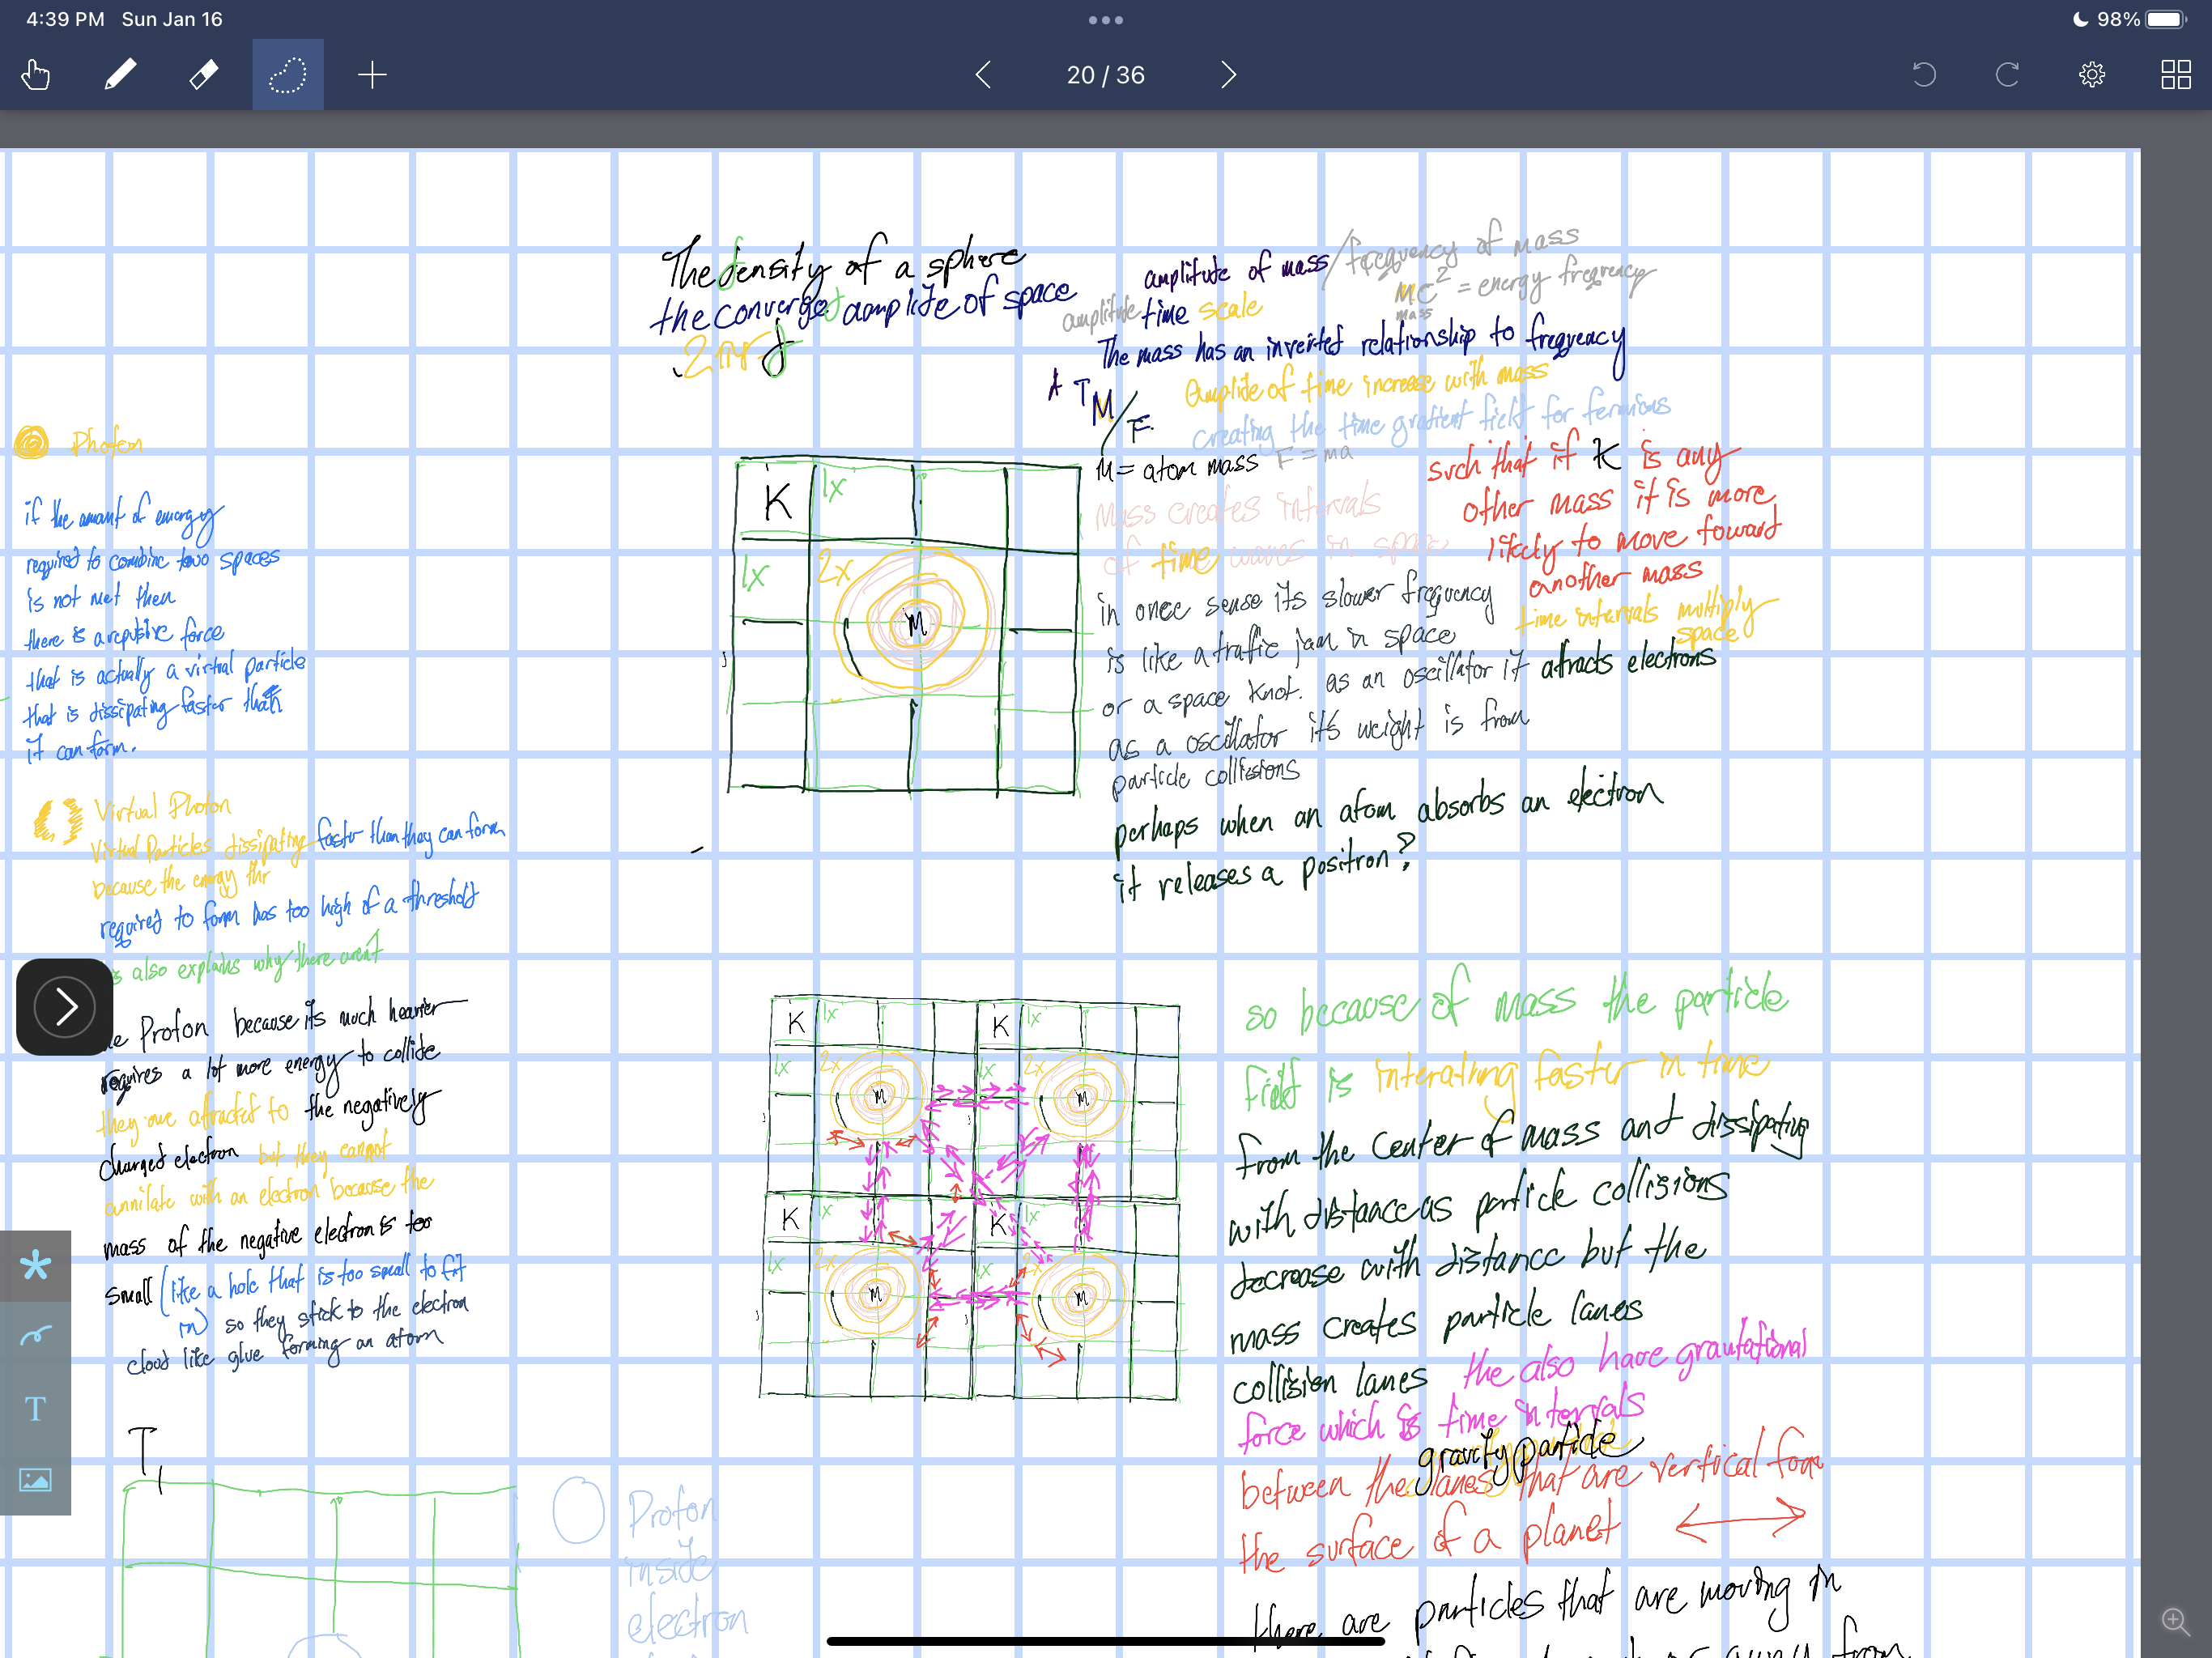 4:39 PM Sun Jan 16
98%
20 / 36
The density of a sphere
the converged aamplite of space
2πr d
amplitude of mass / frequency of mass
MC² = energy frequency
mass
amplitude time scale
The mass has an inverted relationship to frequency
A T M / F
Amplite of time increase with mass
creating the time gradient field for fermions
M = atom mass F = ma
such that if K is any
other mass it is more
likely to move foward
another mass
Mass creates intervals
of time waves in space
time intervals multiply
space
in once sense its slower frequency
is like a traffic jam in space
or a space knot. as an oscillator it atracts electrons
as a oscillator it's weight is from
particle collissions
perhaps when an atom absorbs an electron
it releases a positron?
K 1x
1x 2x
M
Photon
if the amant of energy
required to combine two spaces
is not met then
there is a repulsive force
that is actually a virtual particle
that is dissipating faster than
it can form.
Virtual Photon
Virtual Particles dissipating faster than they can form
because the energy thr
required to form has too high of a threshold
also explains why there arent
Proton because its much heavier
requires a lot more energy to collide
they are atracted to the negatively
charged electron but they cannot
annilate with an electron because the
mass of the negative electron is too
small (like a hole that is too small to fit
in) so they stick to the electron
cloud like glue forming an atom
K 1x K 1x
1x 2x 1x 2x
M M
K 1x K 1x
1x 2x 1x 2x
M M
so because of mass the particle
field is interating faster in time
from the center of mass and dissipating
with distance as particle collisions
decrease with distance but the
mass creates particle lanes
collision lanes the also have gravitational
force which is time intervals
gravity particle
between the lanes that are vertical from
the surface of a planet
there are particles that are moving in
away from
T
T
Proton
inside
electron